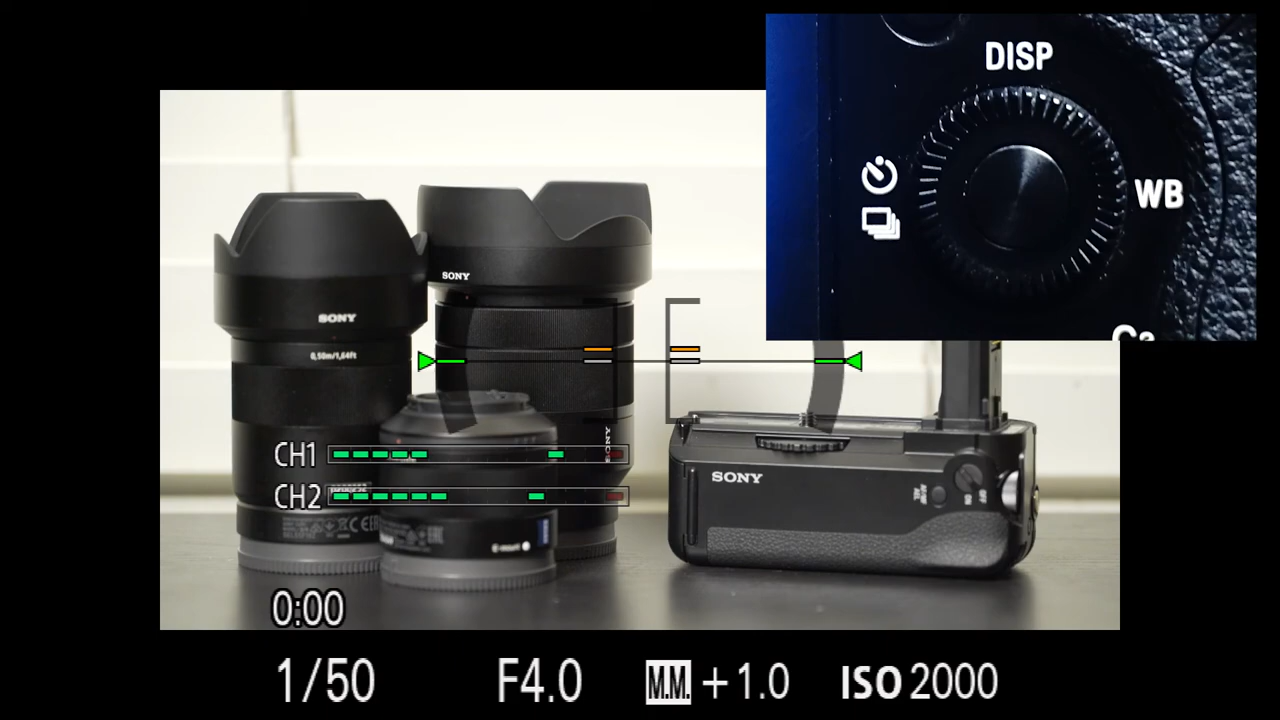 DISP
WB
SONY
SONY
0,50m/1,64ft
SONY
SONY
CH1
CH2
E-mount
0:00
1/50 F4.0 M.M. +1.0 ISO 2000